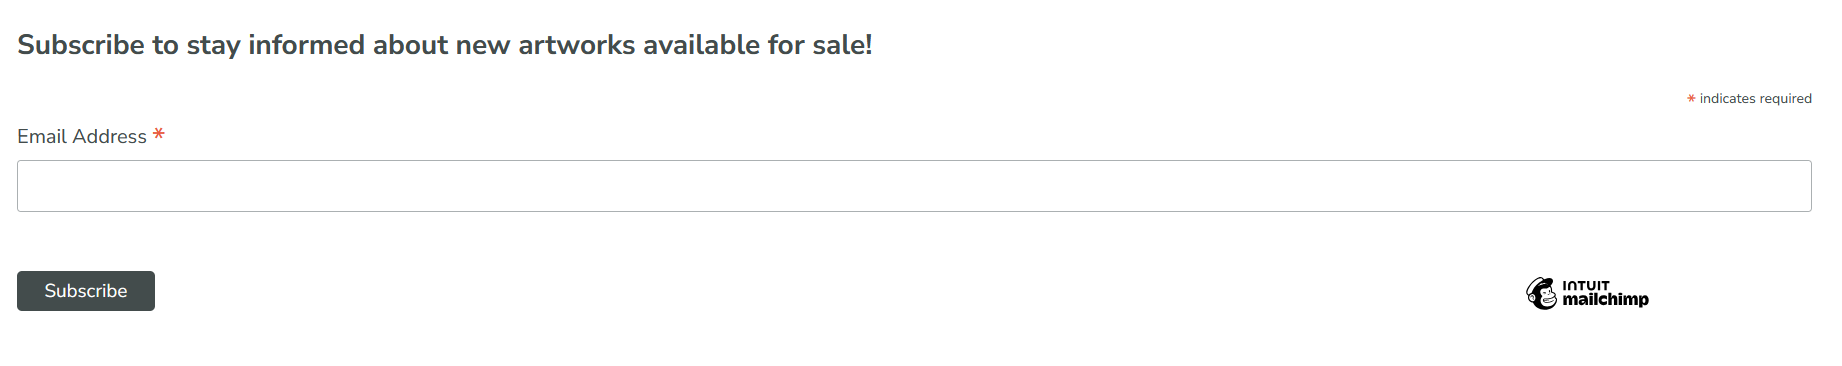 Subscribe to stay informed about new artworks available for sale!
* indicates required
Email Address *
Subscribe
INTUIT
mailchimp